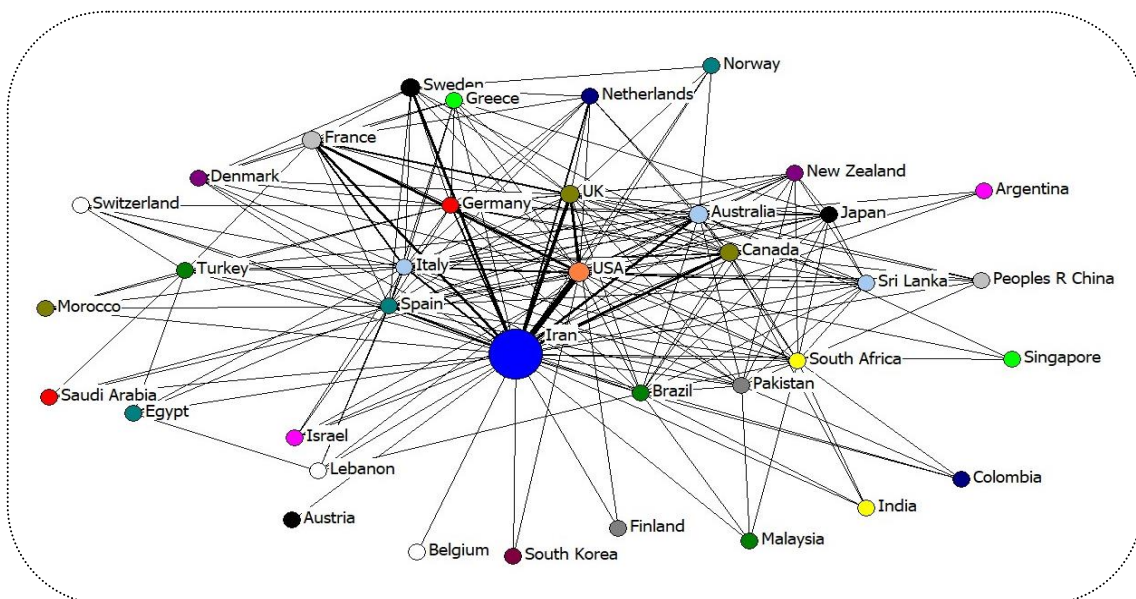 Norway
Sweden
Greece
Netherlands
France
Denmark
New Zealand
Argentina
Switzerland
Germany
UK
Australia
Japan
Canada
Turkey
Italy
USA
Sri Lanka
Peoples R China
Morocco
Spain
Iran
South Africa
Singapore
Pakistan
Brazil
Saudi Arabia
Egypt
Israel
Lebanon
Colombia
India
Austria
Finland
Malaysia
Belgium
South Korea